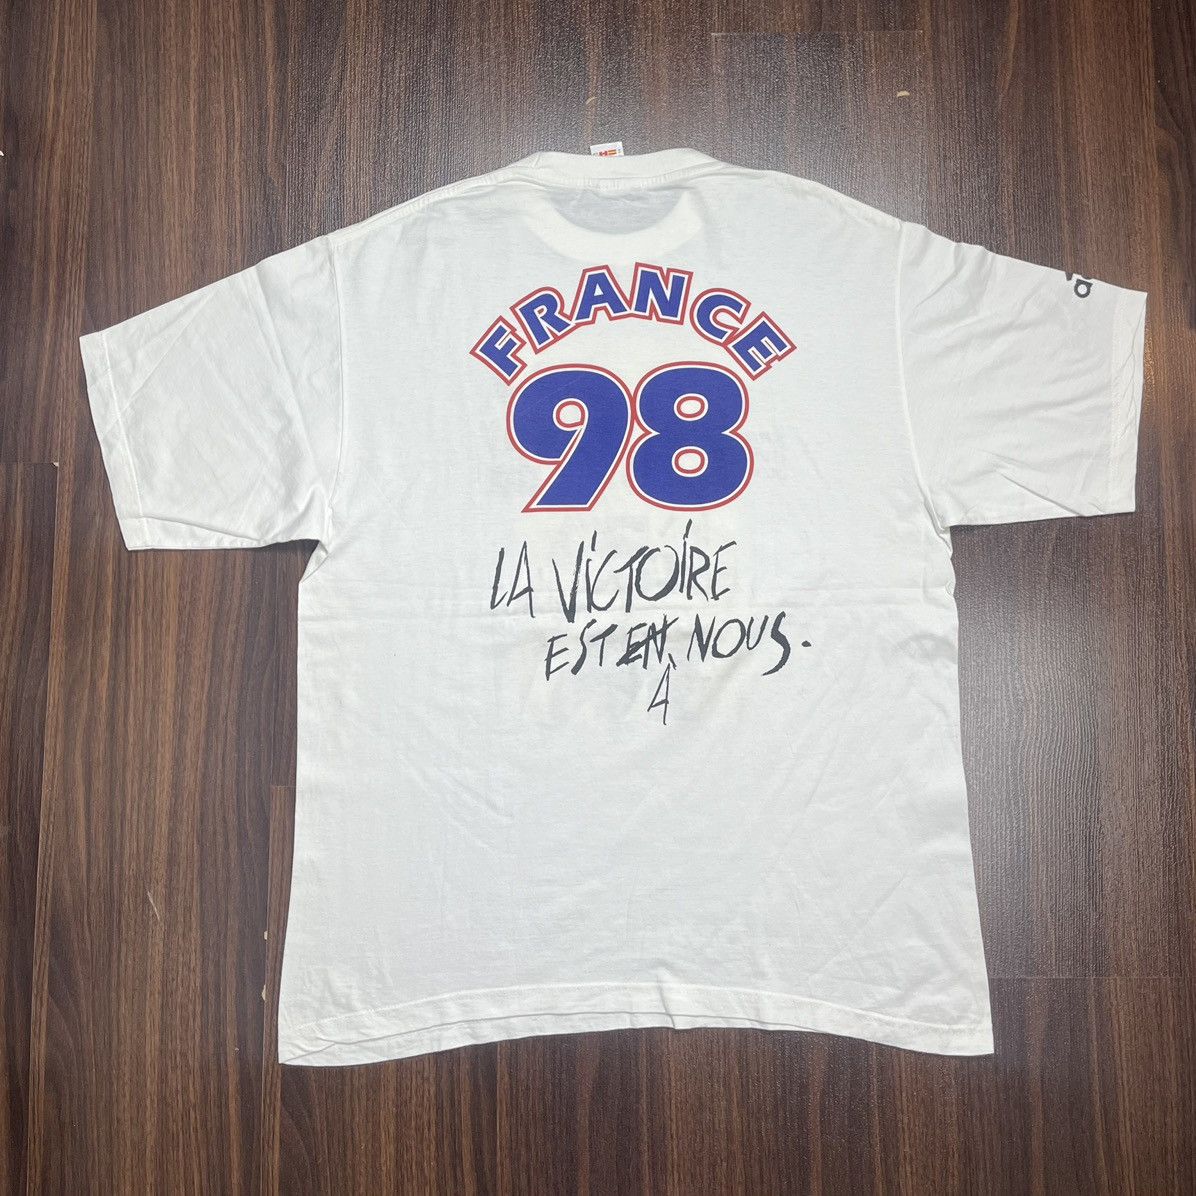 FRANCE
98
LA VICTOIRE
EST EN NOUS.
À